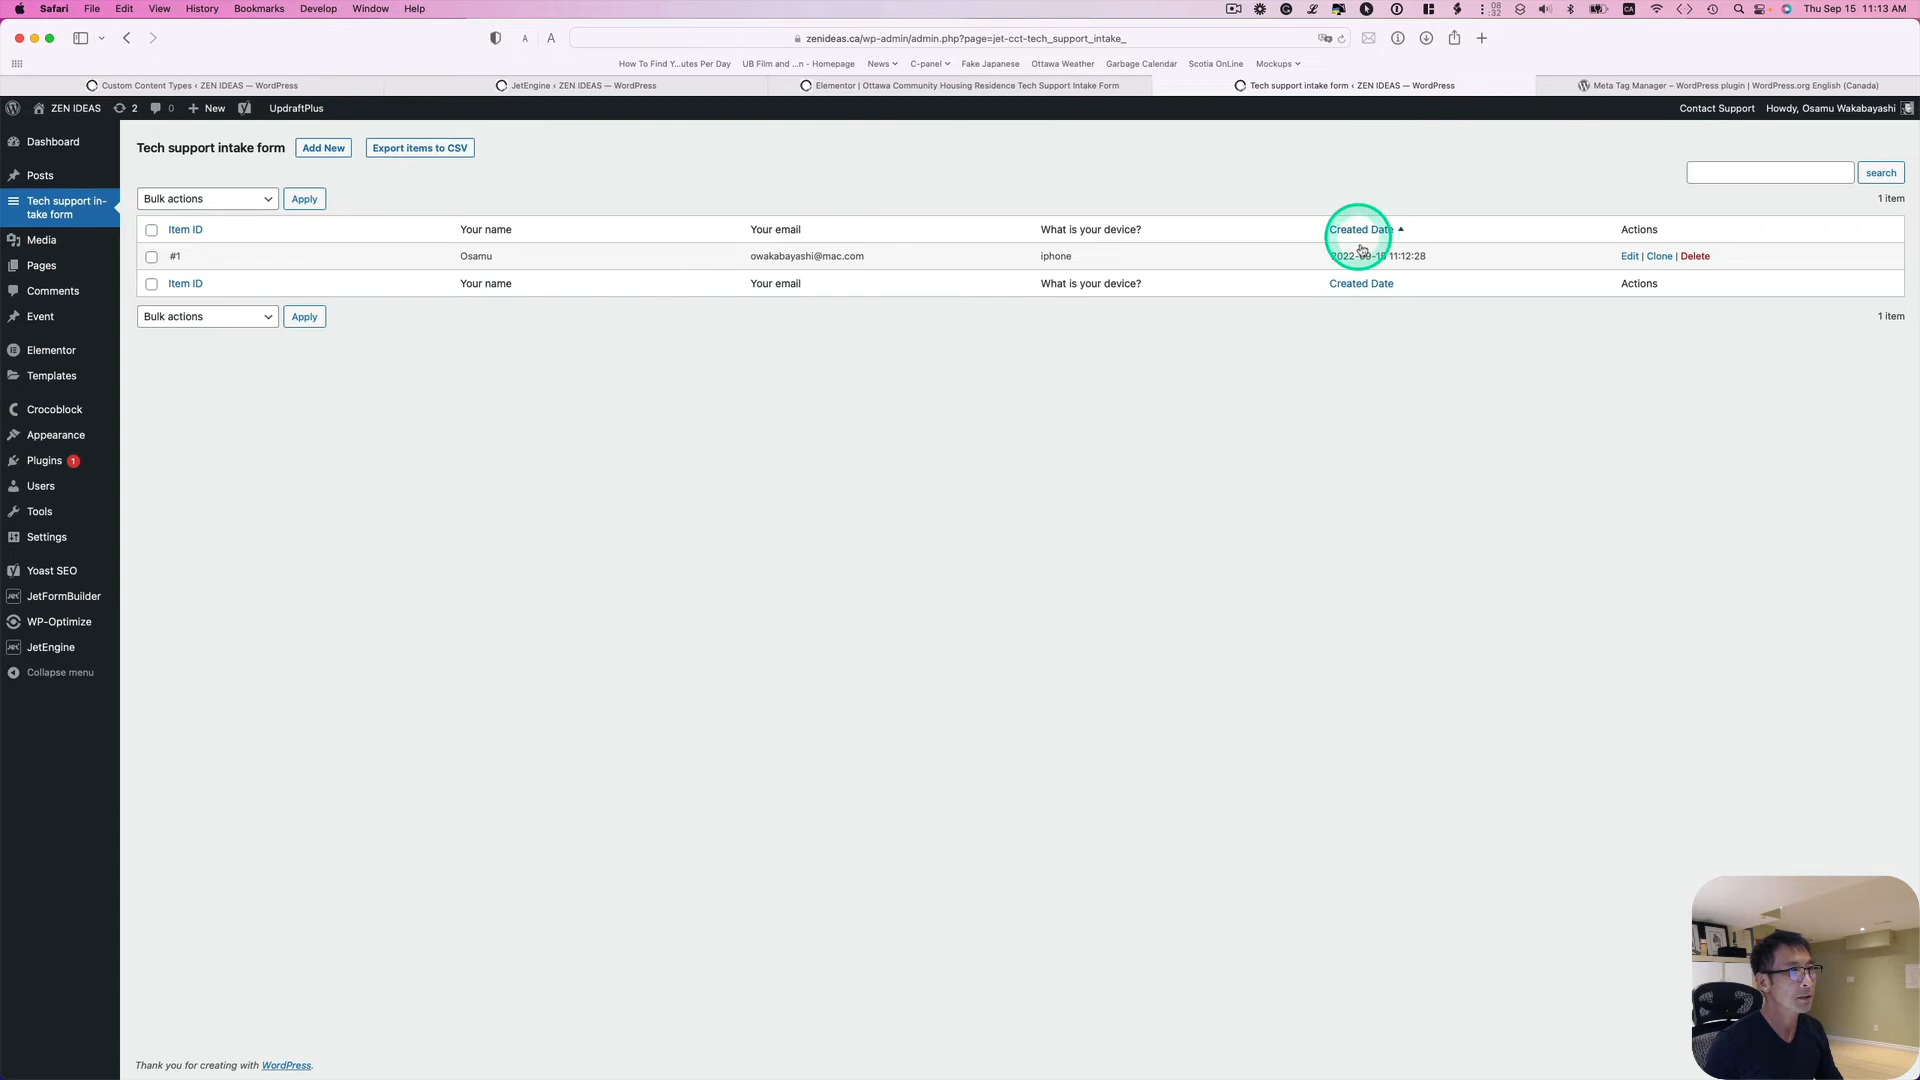 Safari File Edit View History Bookmarks Develop Window Help
08
32
CA
Thu Sep 15 11:13 AM
A A
zenideas.ca/wp-admin/admin.php?page=jet-cct-tech_support_intake_
How To Find Y...utes Per Day UB Film and ...n - Homepage News C-panel Fake Japanese Ottawa Weather Garbage Calendar Scotia OnLine Mockups
Custom Content Types ‹ ZEN IDEAS — WordPress
JetEngine ‹ ZEN IDEAS — WordPress
Elementor | Ottawa Community Housing Residence Tech Support Intake Form
Tech support intake form ‹ ZEN IDEAS — WordPress
Meta Tag Manager – WordPress plugin | WordPress.org English (Canada)
ZEN IDEAS 2 0 New UpdraftPlus
Contact Support Howdy, Osamu Wakabayashi
Dashboard
Posts
Tech support in-
take form
Media
Pages
Comments
Event
Elementor
Templates
Crocoblock
Appearance
Plugins 1
Users
Tools
Settings
Yoast SEO
JetFormBuilder
WP-Optimize
JetEngine
Collapse menu
Tech support intake form Add New Export items to CSV
search
Bulk actions Apply
1 item
Item ID Your name Your email What is your device? Created Date Actions
#1 Osamu owakabayashi@mac.com iphone 2022-09-15 11:12:28 Edit | Clone | Delete
Item ID Your name Your email What is your device? Created Date Actions
Bulk actions Apply
1 item
Thank you for creating with WordPress.